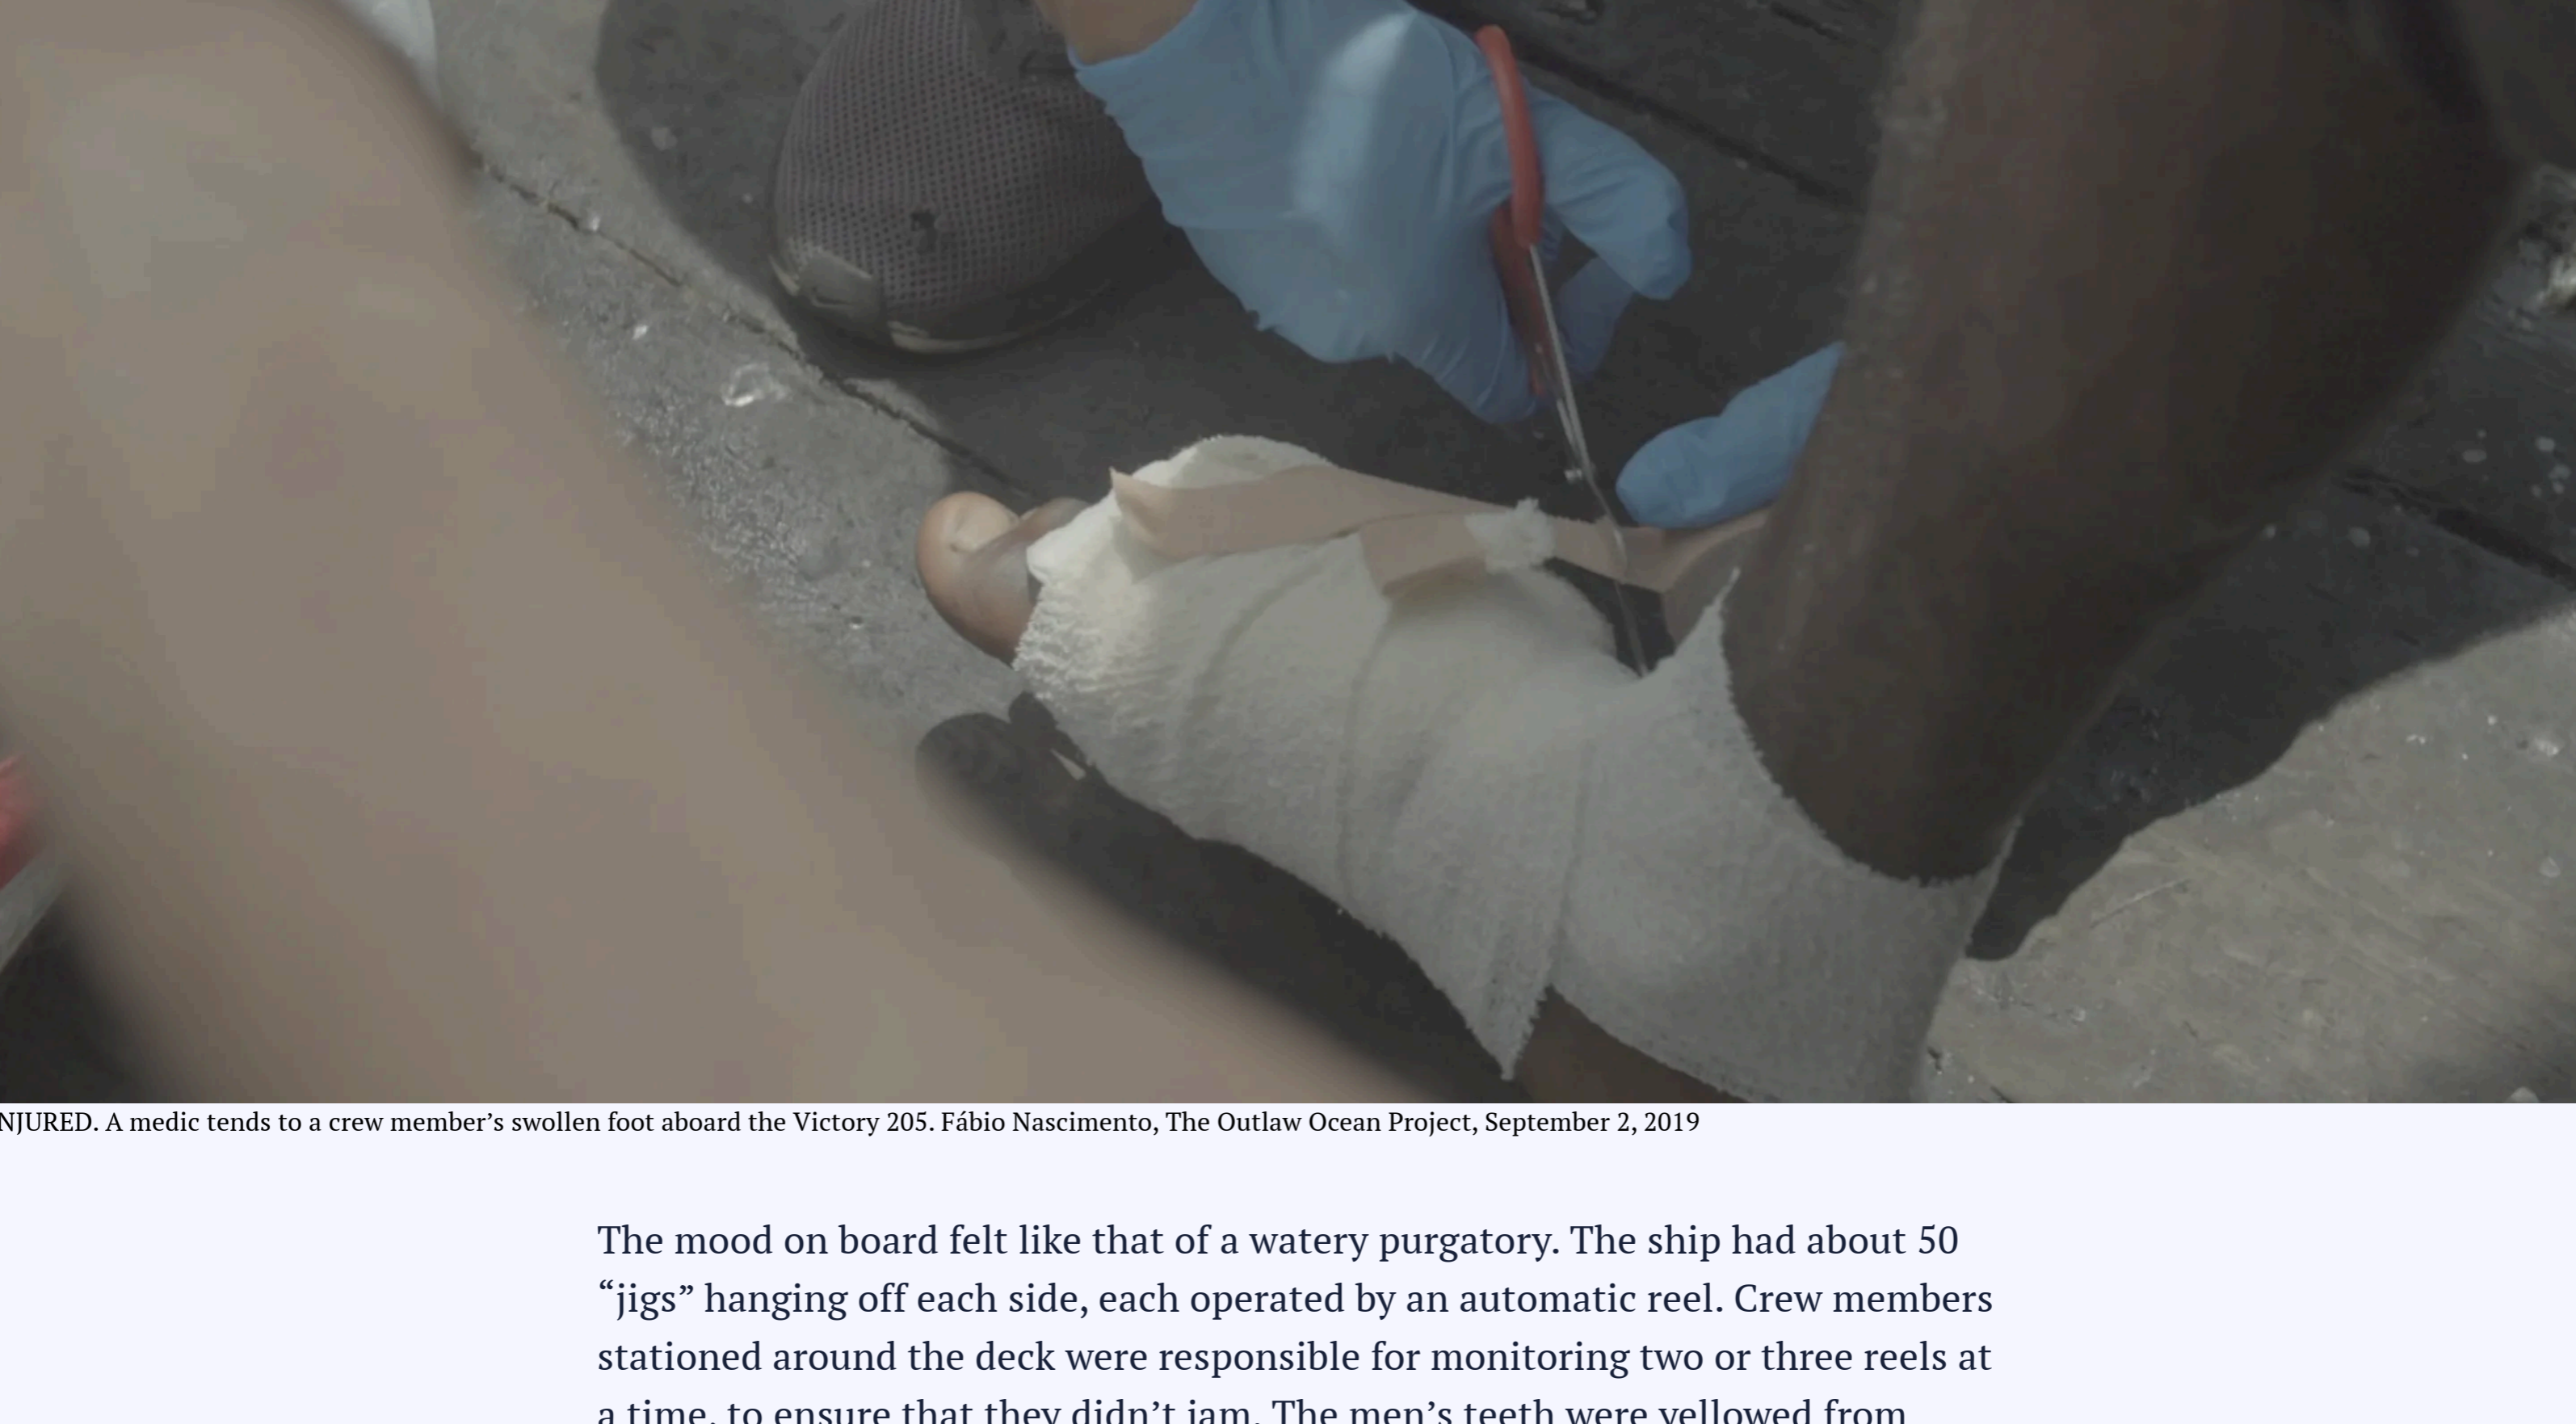 NJURED. A medic tends to a crew member’s swollen foot aboard the Victory 205. Fábio Nascimento, The Outlaw Ocean Project, September 2, 2019
The mood on board felt like that of a watery purgatory. The ship had about 50
“jigs” hanging off each side, each operated by an automatic reel. Crew members
stationed around the deck were responsible for monitoring two or three reels at
a time, to ensure that they didn’t jam. The men’s teeth were yellowed from